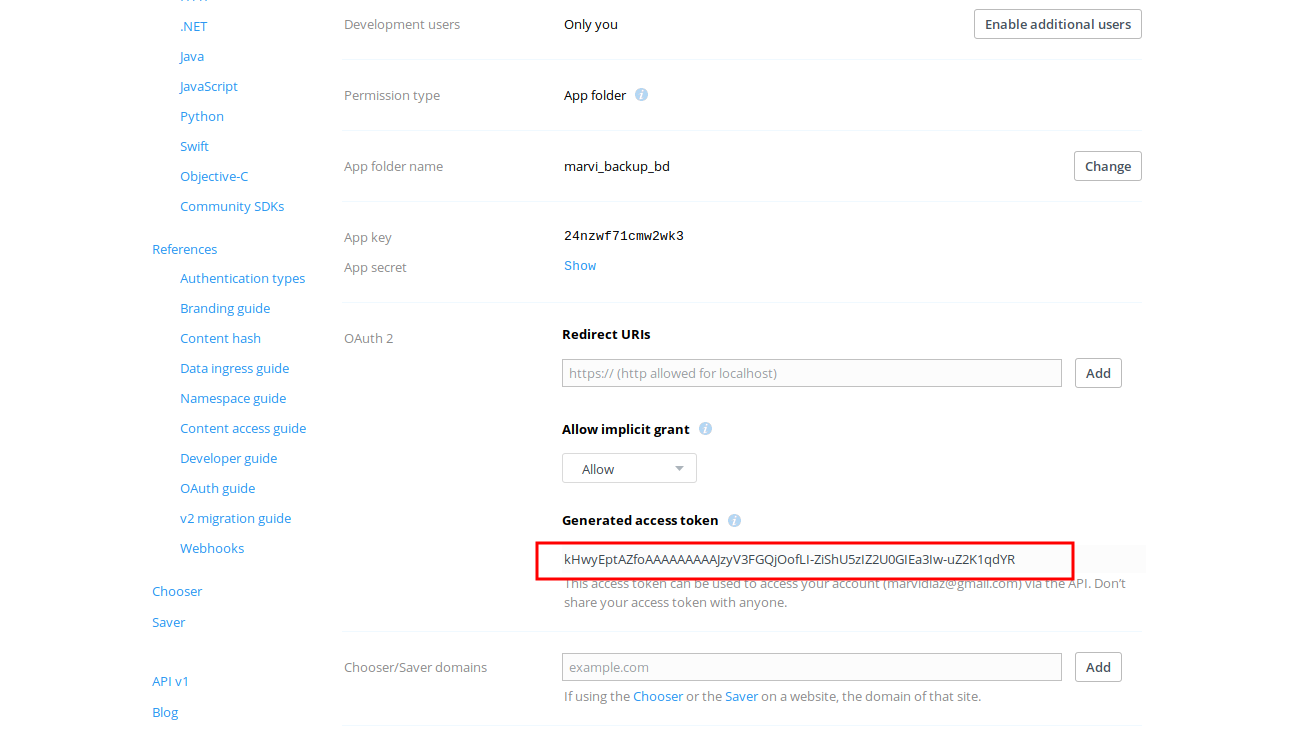 .NET
Java
JavaScript
Python
Swift
Objective-C
Community SDKs
References
Authentication types
Branding guide
Content hash
Data ingress guide
Namespace guide
Content access guide
Developer guide
OAuth guide
v2 migration guide
Webhooks
Chooser
Saver
API v1
Blog
Development users Only you Enable additional users
Permission type App folder
App folder name marvi_backup_bd Change
App key 24nzwf71cmw2wk3
App secret Show
OAuth 2 Redirect URIs
https:// (http allowed for localhost) Add
Allow implicit grant
Allow
Generated access token
kHwyEptAZfoAAAAAAAAAJzyV3FGQjOofLI-ZiShU5zIZ2U0GIEa3Iw-uZ2K1qdYR
This access token can be used to access your account (marvidiaz@gmail.com) via the API. Don’t
share your access token with anyone.
Chooser/Saver domains example.com Add
If using the Chooser or the Saver on a website, the domain of that site.